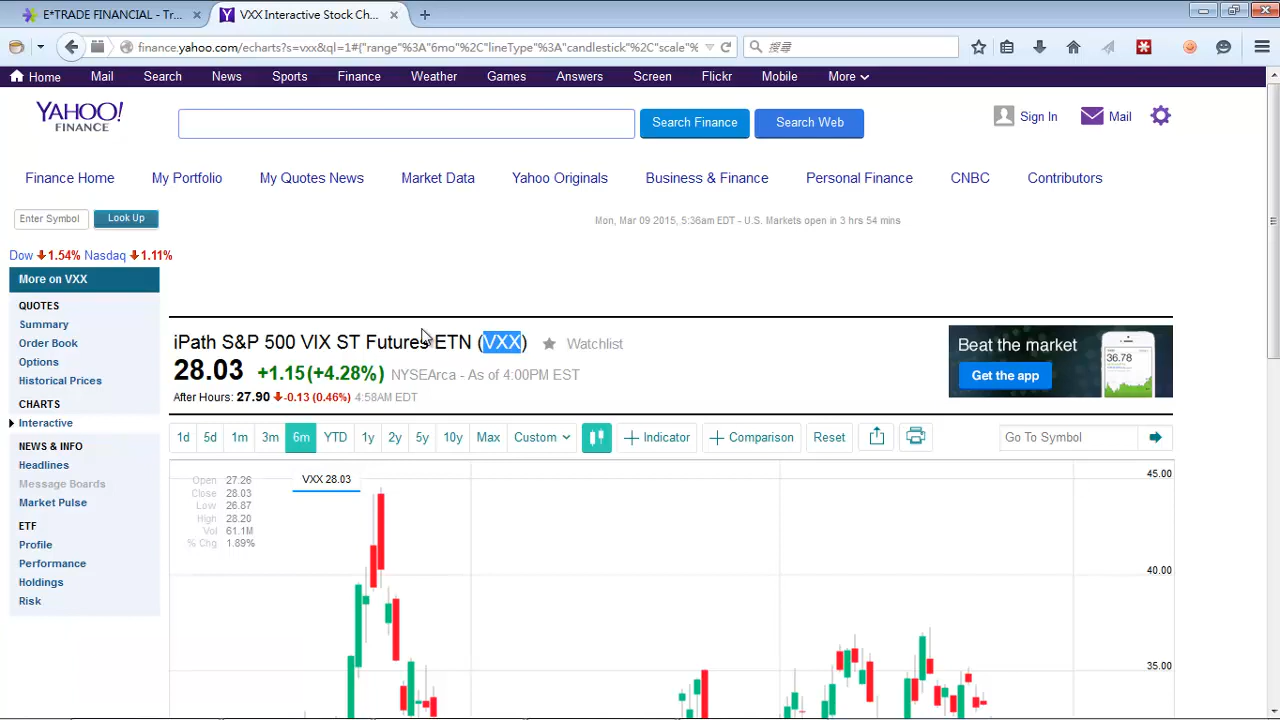 E*TRADE FINANCIAL - Tr...
VXX Interactive Stock Ch...
finance.yahoo.com/echarts?s=vxx&ql=1#{"range"%3A"6mo"%2C"lineType"%3A"candlestick"%2C"scale"%
搜尋
Home Mail Search News Sports Finance Weather Games Answers Screen Flickr Mobile More
YAHOO!
FINANCE
Search Finance
Search Web
Sign In
Mail
Finance Home My Portfolio My Quotes News Market Data Yahoo Originals Business & Finance Personal Finance CNBC Contributors
Enter Symbol
Look Up
Mon, Mar 09 2015, 5:36am EDT - U.S. Markets open in 3 hrs 54 mins
Dow 1.54% Nasdaq 1.11%
More on VXX
QUOTES
Summary
Order Book
Options
Historical Prices
CHARTS
Interactive
NEWS & INFO
Headlines
Message Boards
Market Pulse
ETF
Profile
Performance
Holdings
Risk
iPath S&P 500 VIX ST Futures ETN (VXX)
Watchlist
28.03 +1.15(+4.28%) NYSEArca - As of 4:00PM EST
After Hours: 27.90 -0.13 (0.46%) 4:58AM EDT
Beat the market
Get the app
36.78
1d 5d 1m 3m 6m YTD 1y 2y 5y 10y Max Custom Indicator Comparison Reset
Go To Symbol
Open 27.26
Close 28.03
Low 26.87
High 28.20
Vol 61.1M
% Chg 1.89%
VXX 28.03
45.00
40.00
35.00